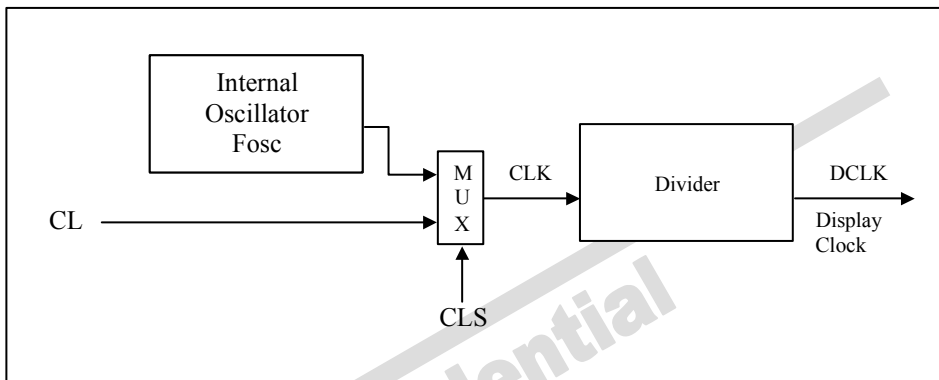 Internal
Oscillator
Fosc
M
U
X
CLK
Divider
DCLK
CL
Display
Clock
CLS